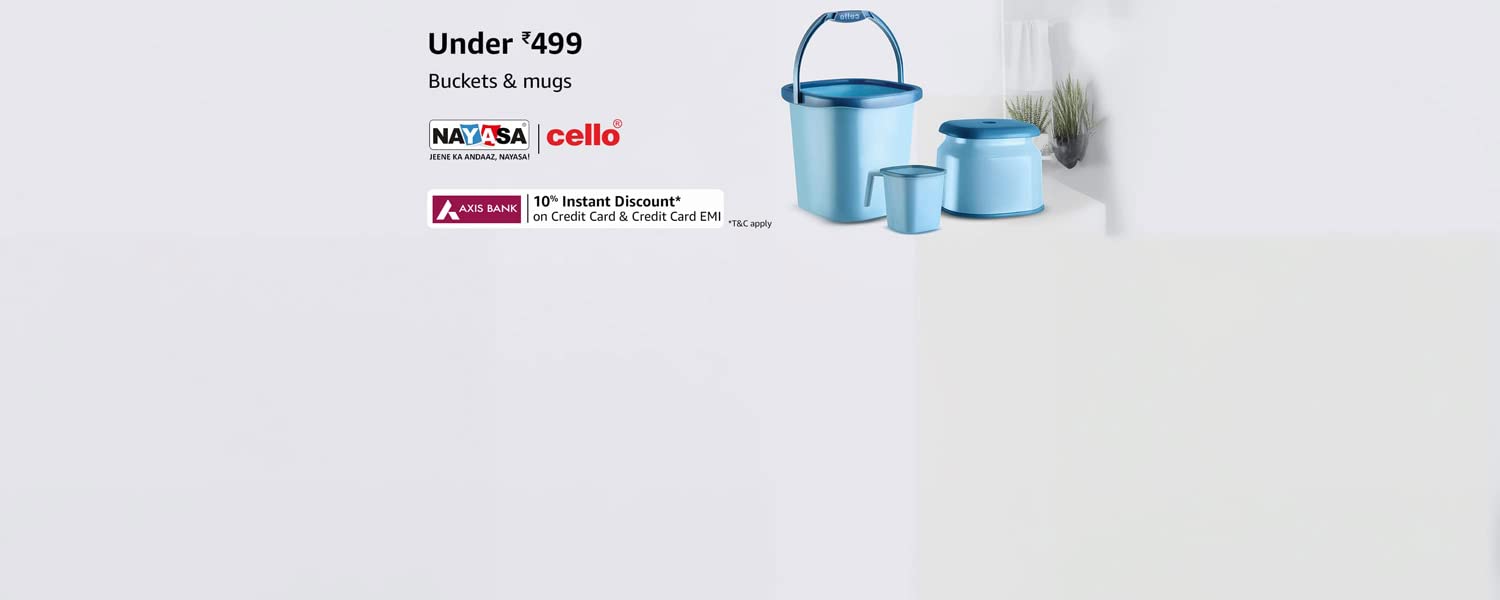 Under ₹499
Buckets & mugs
NAYASA® | cello®
JEENE KA ANDAAZ, NAYASA!
AXIS BANK | 10% Instant Discount*
on Credit Card & Credit Card EMI
*T&C apply
cello